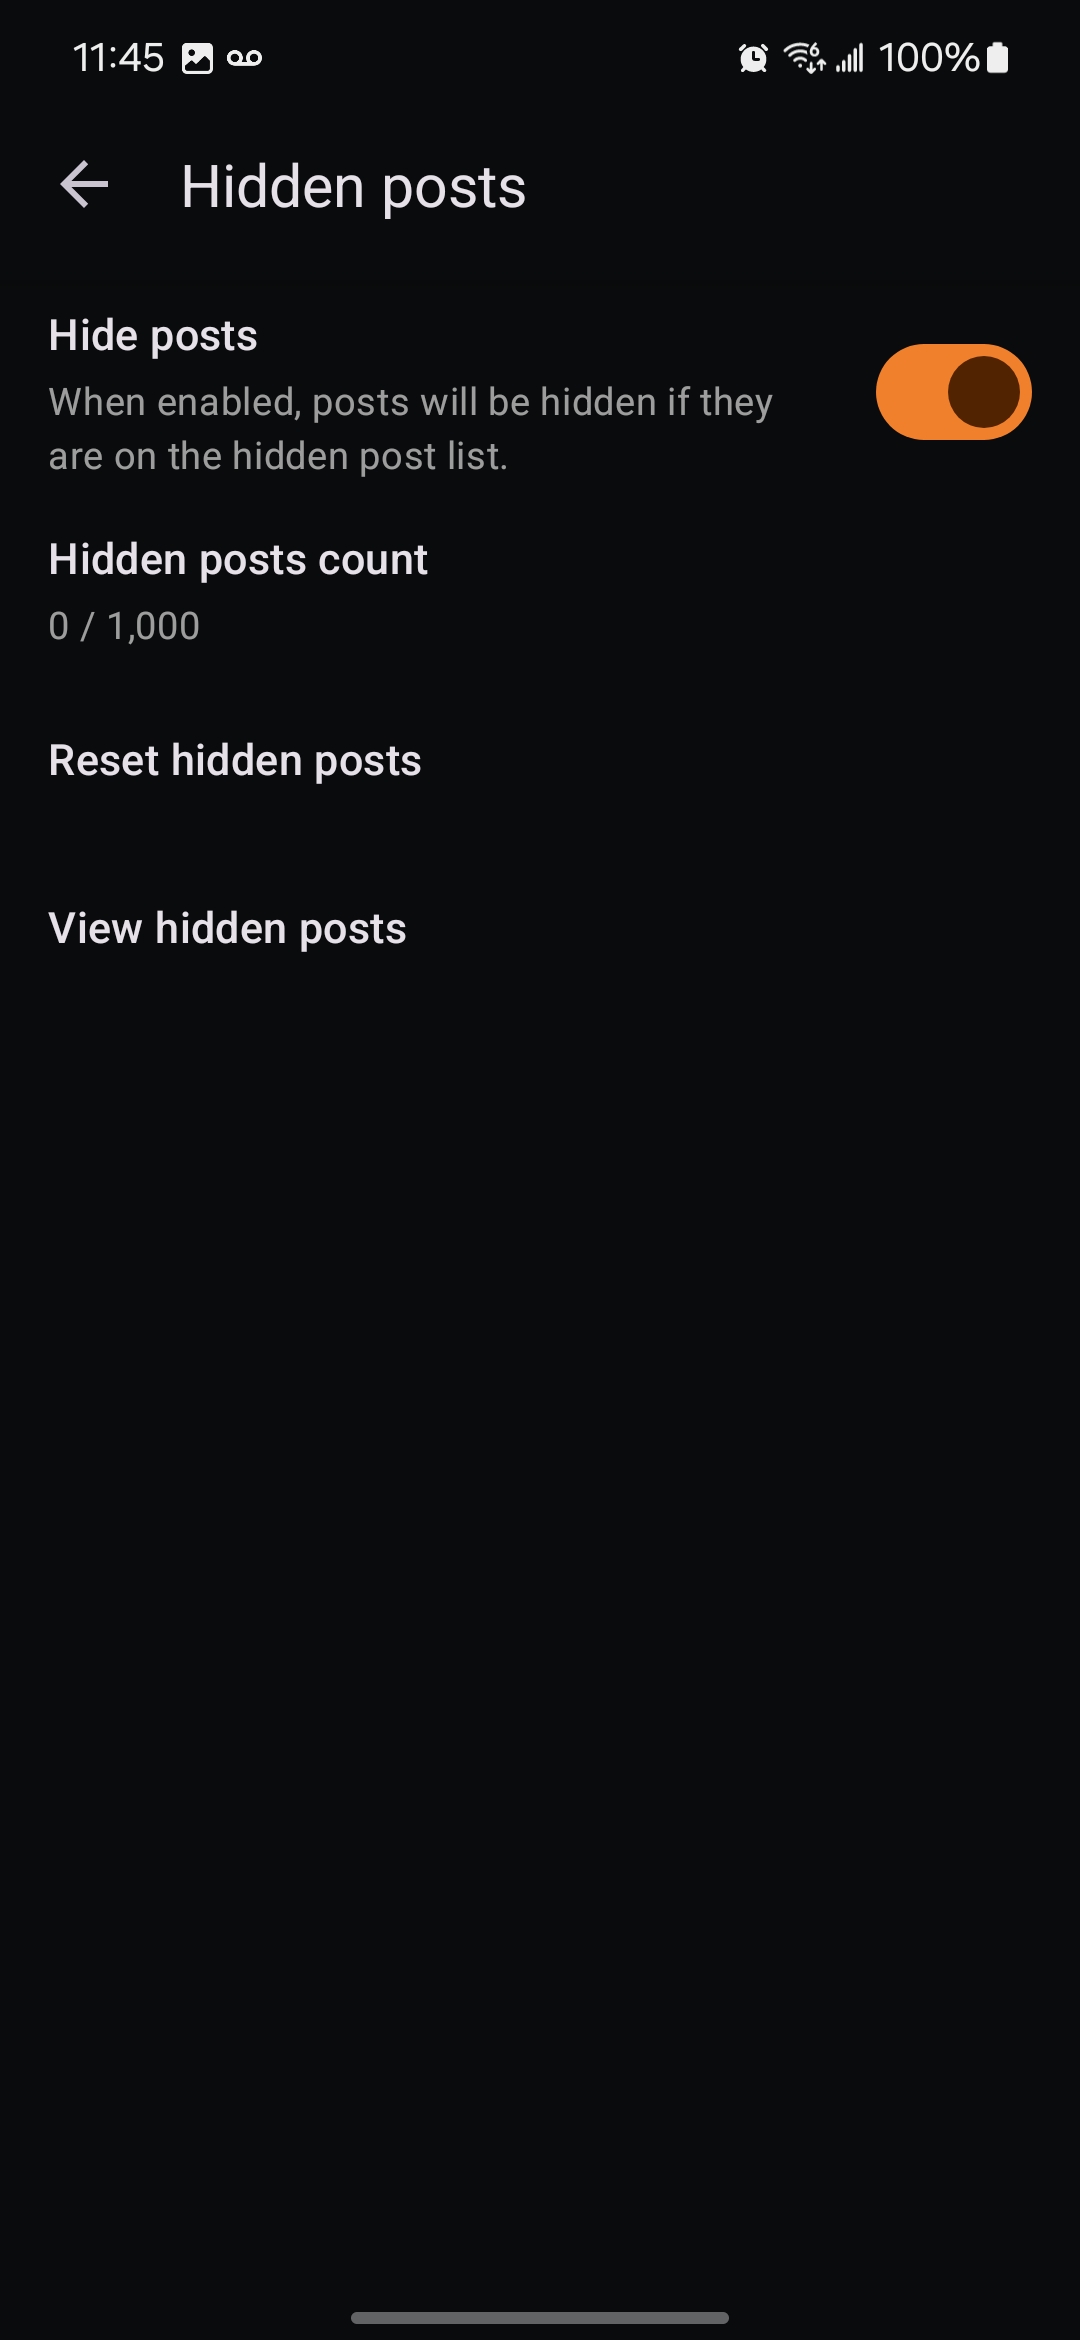 11:45 100%
Hidden posts
Hide posts
When enabled, posts will be hidden if they
are on the hidden post list.
Hidden posts count
0 / 1,000
Reset hidden posts
View hidden posts